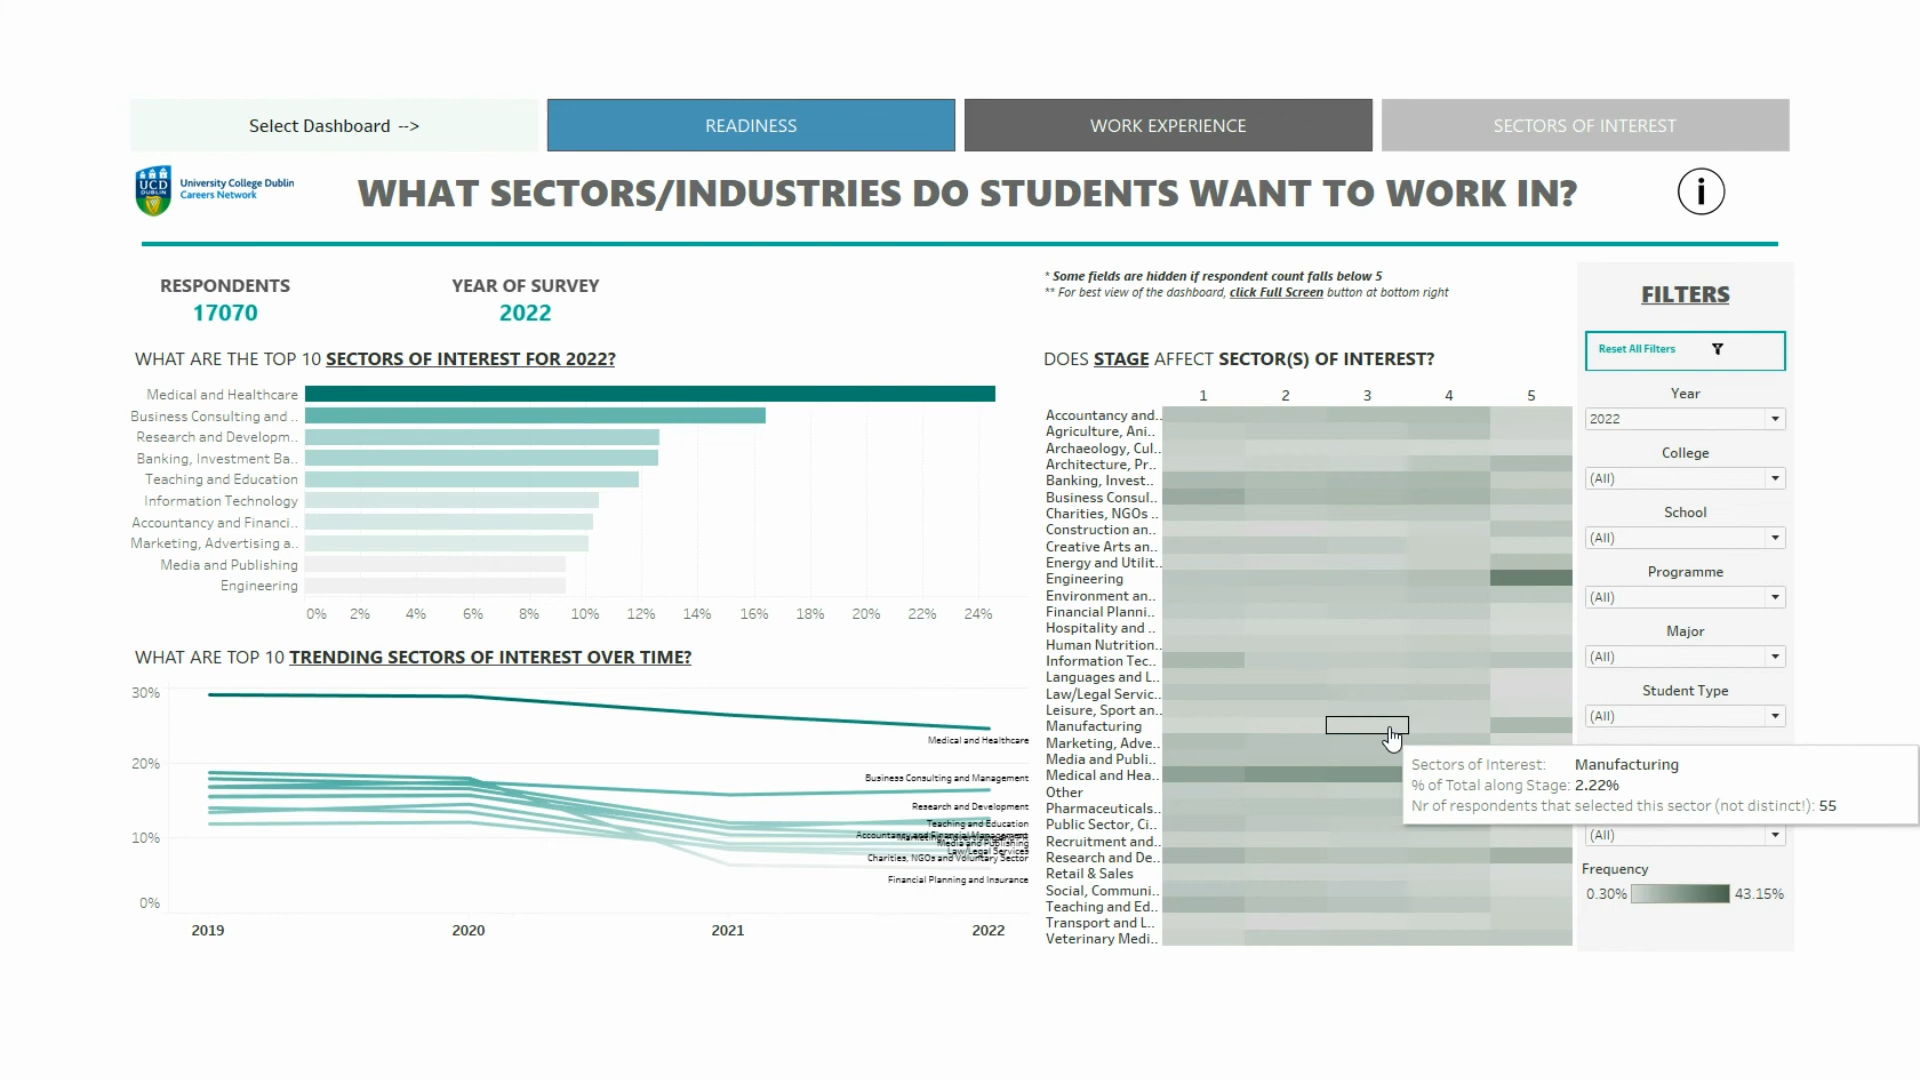 Select Dashboard -->
READINESS
WORK EXPERIENCE
SECTORS OF INTEREST
UCD
DUBLIN
University College Dublin
Careers Network
WHAT SECTORS/INDUSTRIES DO STUDENTS WANT TO WORK IN?
i
RESPONDENTS
17070
YEAR OF SURVEY
2022
* Some fields are hidden if respondent count falls below 5
** For best view of the dashboard, click Full Screen button at bottom right
WHAT ARE THE TOP 10 SECTORS OF INTEREST FOR 2022?
Medical and Healthcare
Business Consulting and ..
Research and Developm..
Banking, Investment Ba..
Teaching and Education
Information Technology
Accountancy and Financi..
Marketing, Advertising a..
Media and Publishing
Engineering
0% 2% 4% 6% 8% 10% 12% 14% 16% 18% 20% 22% 24%
WHAT ARE TOP 10 TRENDING SECTORS OF INTEREST OVER TIME?
30%
20%
10%
0%
Medical and Healthcare
Business Consulting and Management
Research and Development
Teaching and Education
Accountancy and Financial Management
Media and Publishing
Law/Legal Services
Charities, NGOs and Voluntary Sector
Financial Planning and Insurance
2019 2020 2021 2022
DOES STAGE AFFECT SECTOR(S) OF INTEREST?
1 2 3 4 5
Accountancy and..
Agriculture, Ani..
Archaeology, Cul..
Architecture, Pr..
Banking, Invest..
Business Consul..
Charities, NGOs ..
Construction an..
Creative Arts an..
Energy and Utilit..
Engineering
Environment an..
Financial Planni..
Hospitality and ..
Human Nutrition..
Information Tec..
Languages and L..
Law/Legal Servic..
Leisure, Sport an..
Manufacturing
Marketing, Adve..
Media and Publi..
Medical and Hea..
Other
Pharmaceuticals..
Public Sector, Ci..
Recruitment and..
Research and De..
Retail & Sales
Social, Communi..
Teaching and Ed..
Transport and L..
Veterinary Medi..
Sectors of Interest: Manufacturing
% of Total along Stage: 2.22%
Nr of respondents that selected this sector (not distinct!): 55
FILTERS
Reset All Filters
Year
2022
College
(All)
School
(All)
Programme
(All)
Major
(All)
Student Type
(All)
(All)
Frequency
0.30% 43.15%